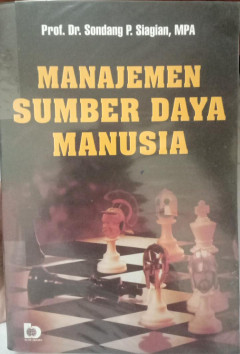 Prof. Dr. Sondang P. Siagian, MPA
MANAJEMEN
SUMBER DAYA
MANUSIA